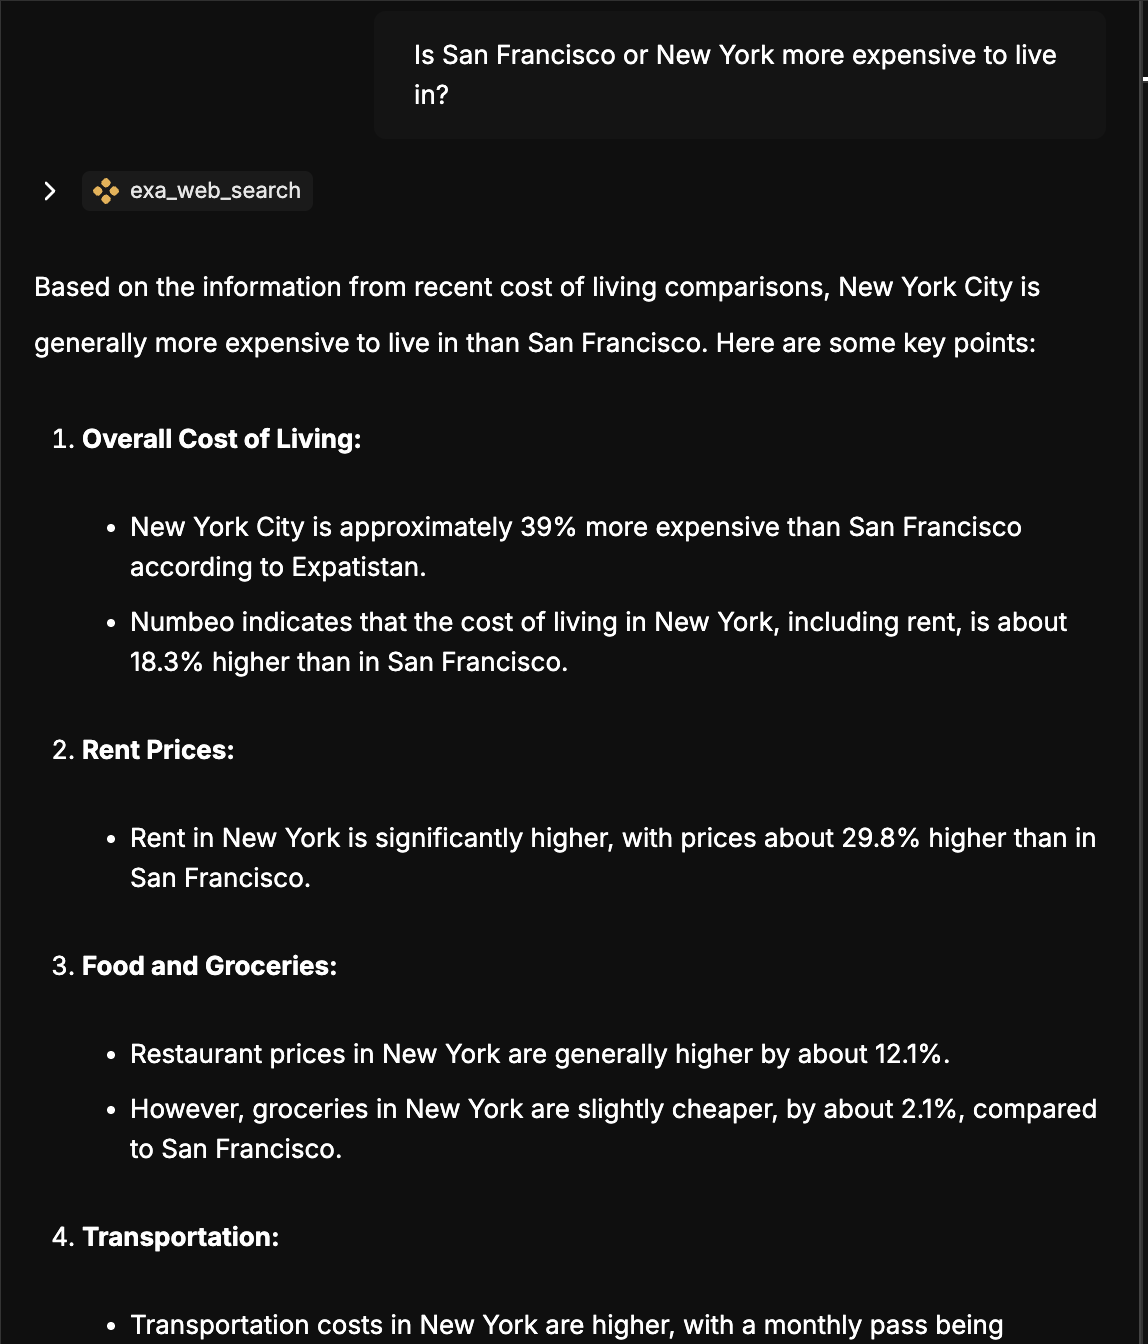 Is San Francisco or New York more expensive to live
in?
exa_web_search
Based on the information from recent cost of living comparisons, New York City is
generally more expensive to live in than San Francisco. Here are some key points:
1. Overall Cost of Living:
• New York City is approximately 39% more expensive than San Francisco
according to Expatistan.
• Numbeo indicates that the cost of living in New York, including rent, is about
18.3% higher than in San Francisco.
2. Rent Prices:
• Rent in New York is significantly higher, with prices about 29.8% higher than in
San Francisco.
3. Food and Groceries:
• Restaurant prices in New York are generally higher by about 12.1%.
• However, groceries in New York are slightly cheaper, by about 2.1%, compared
to San Francisco.
4. Transportation:
• Transportation costs in New York are higher, with a monthly pass being